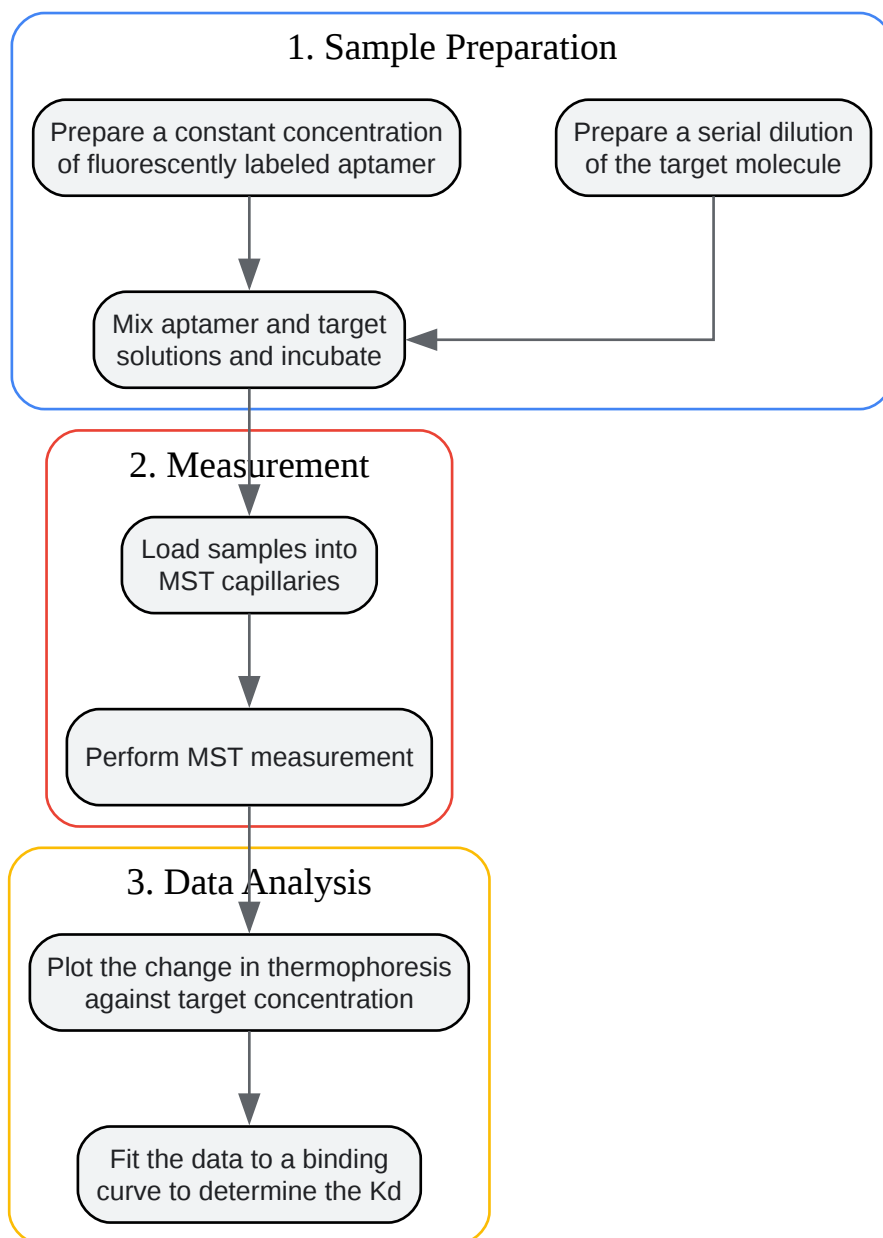 1. Sample Preparation
Prepare a constant concentration
of fluorescently labeled aptamer
Prepare a serial dilution
of the target molecule
Mix aptamer and target
solutions and incubate
2. Measurement
Load samples into
MST capillaries
Perform MST measurement
3. Data Analysis
Plot the change in thermophoresis
against target concentration
Fit the data to a binding
curve to determine the Kd